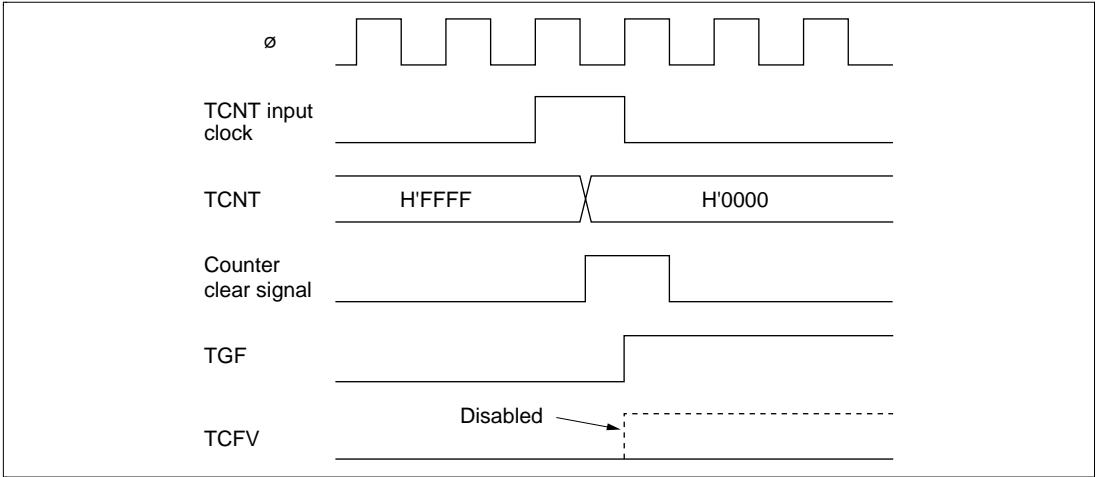 ø
TCNT input
clock
TCNT
H'FFFF
H'0000
Counter
clear signal
TGF
Disabled
TCFV